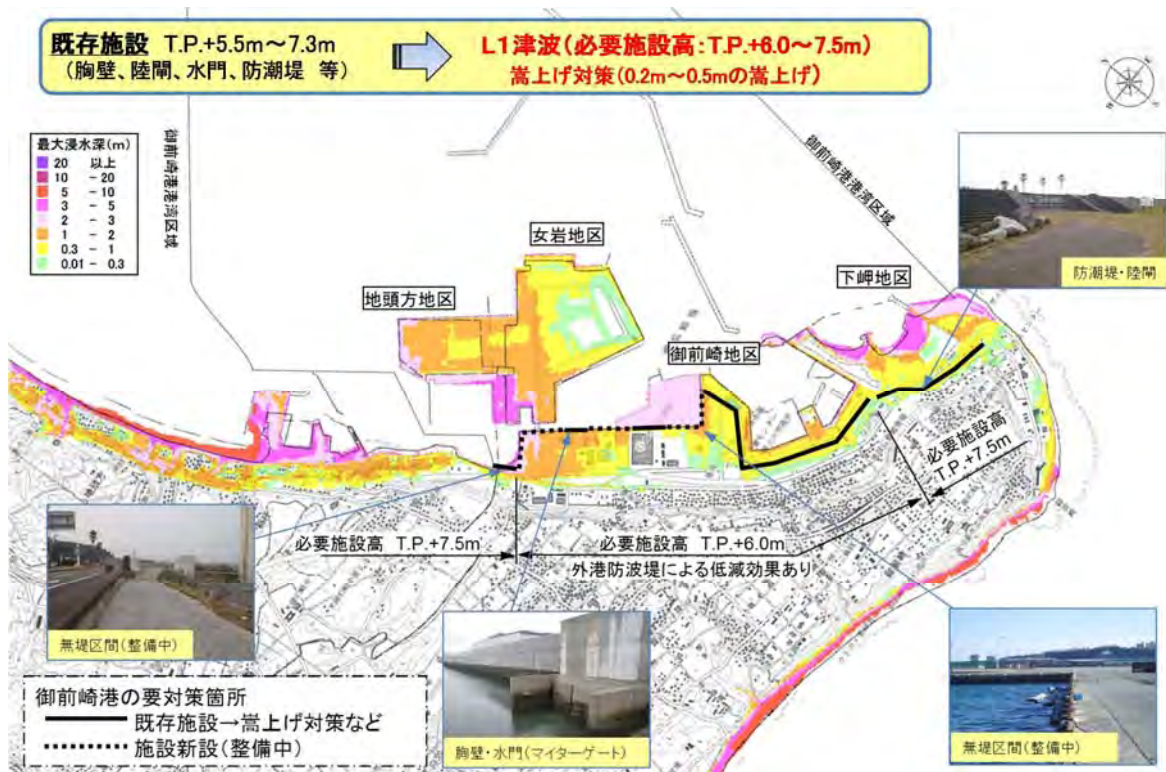 既存施設 T.P.+5.5m～7.3m
（胸壁、陸閘、水門、防潮堤 等）
L1津波（必要施設高：T.P.+6.0～7.5m）
嵩上げ対策（0.2m～0.5mの嵩上げ）
最大浸水深（m）
20 以上
10 －20
5 －10
3 － 5
2 － 3
1 － 2
0.3 － 1
0.01 － 0.3
御前崎港港湾区域
御前崎港港湾区域
女岩地区
地頭方地区
下岬地区
御前崎地区
防潮堤・陸閘
必要施設高
T.P.+7.5m
必要施設高 T.P.+7.5m
必要施設高 T.P.+6.0m
外港防波堤による低減効果あり
無堤区間（整備中）
胸壁・水門（マイターゲート）
無堤区間（整備中）
御前崎港の要対策箇所
既存施設→嵩上げ対策など
施設新設（整備中）